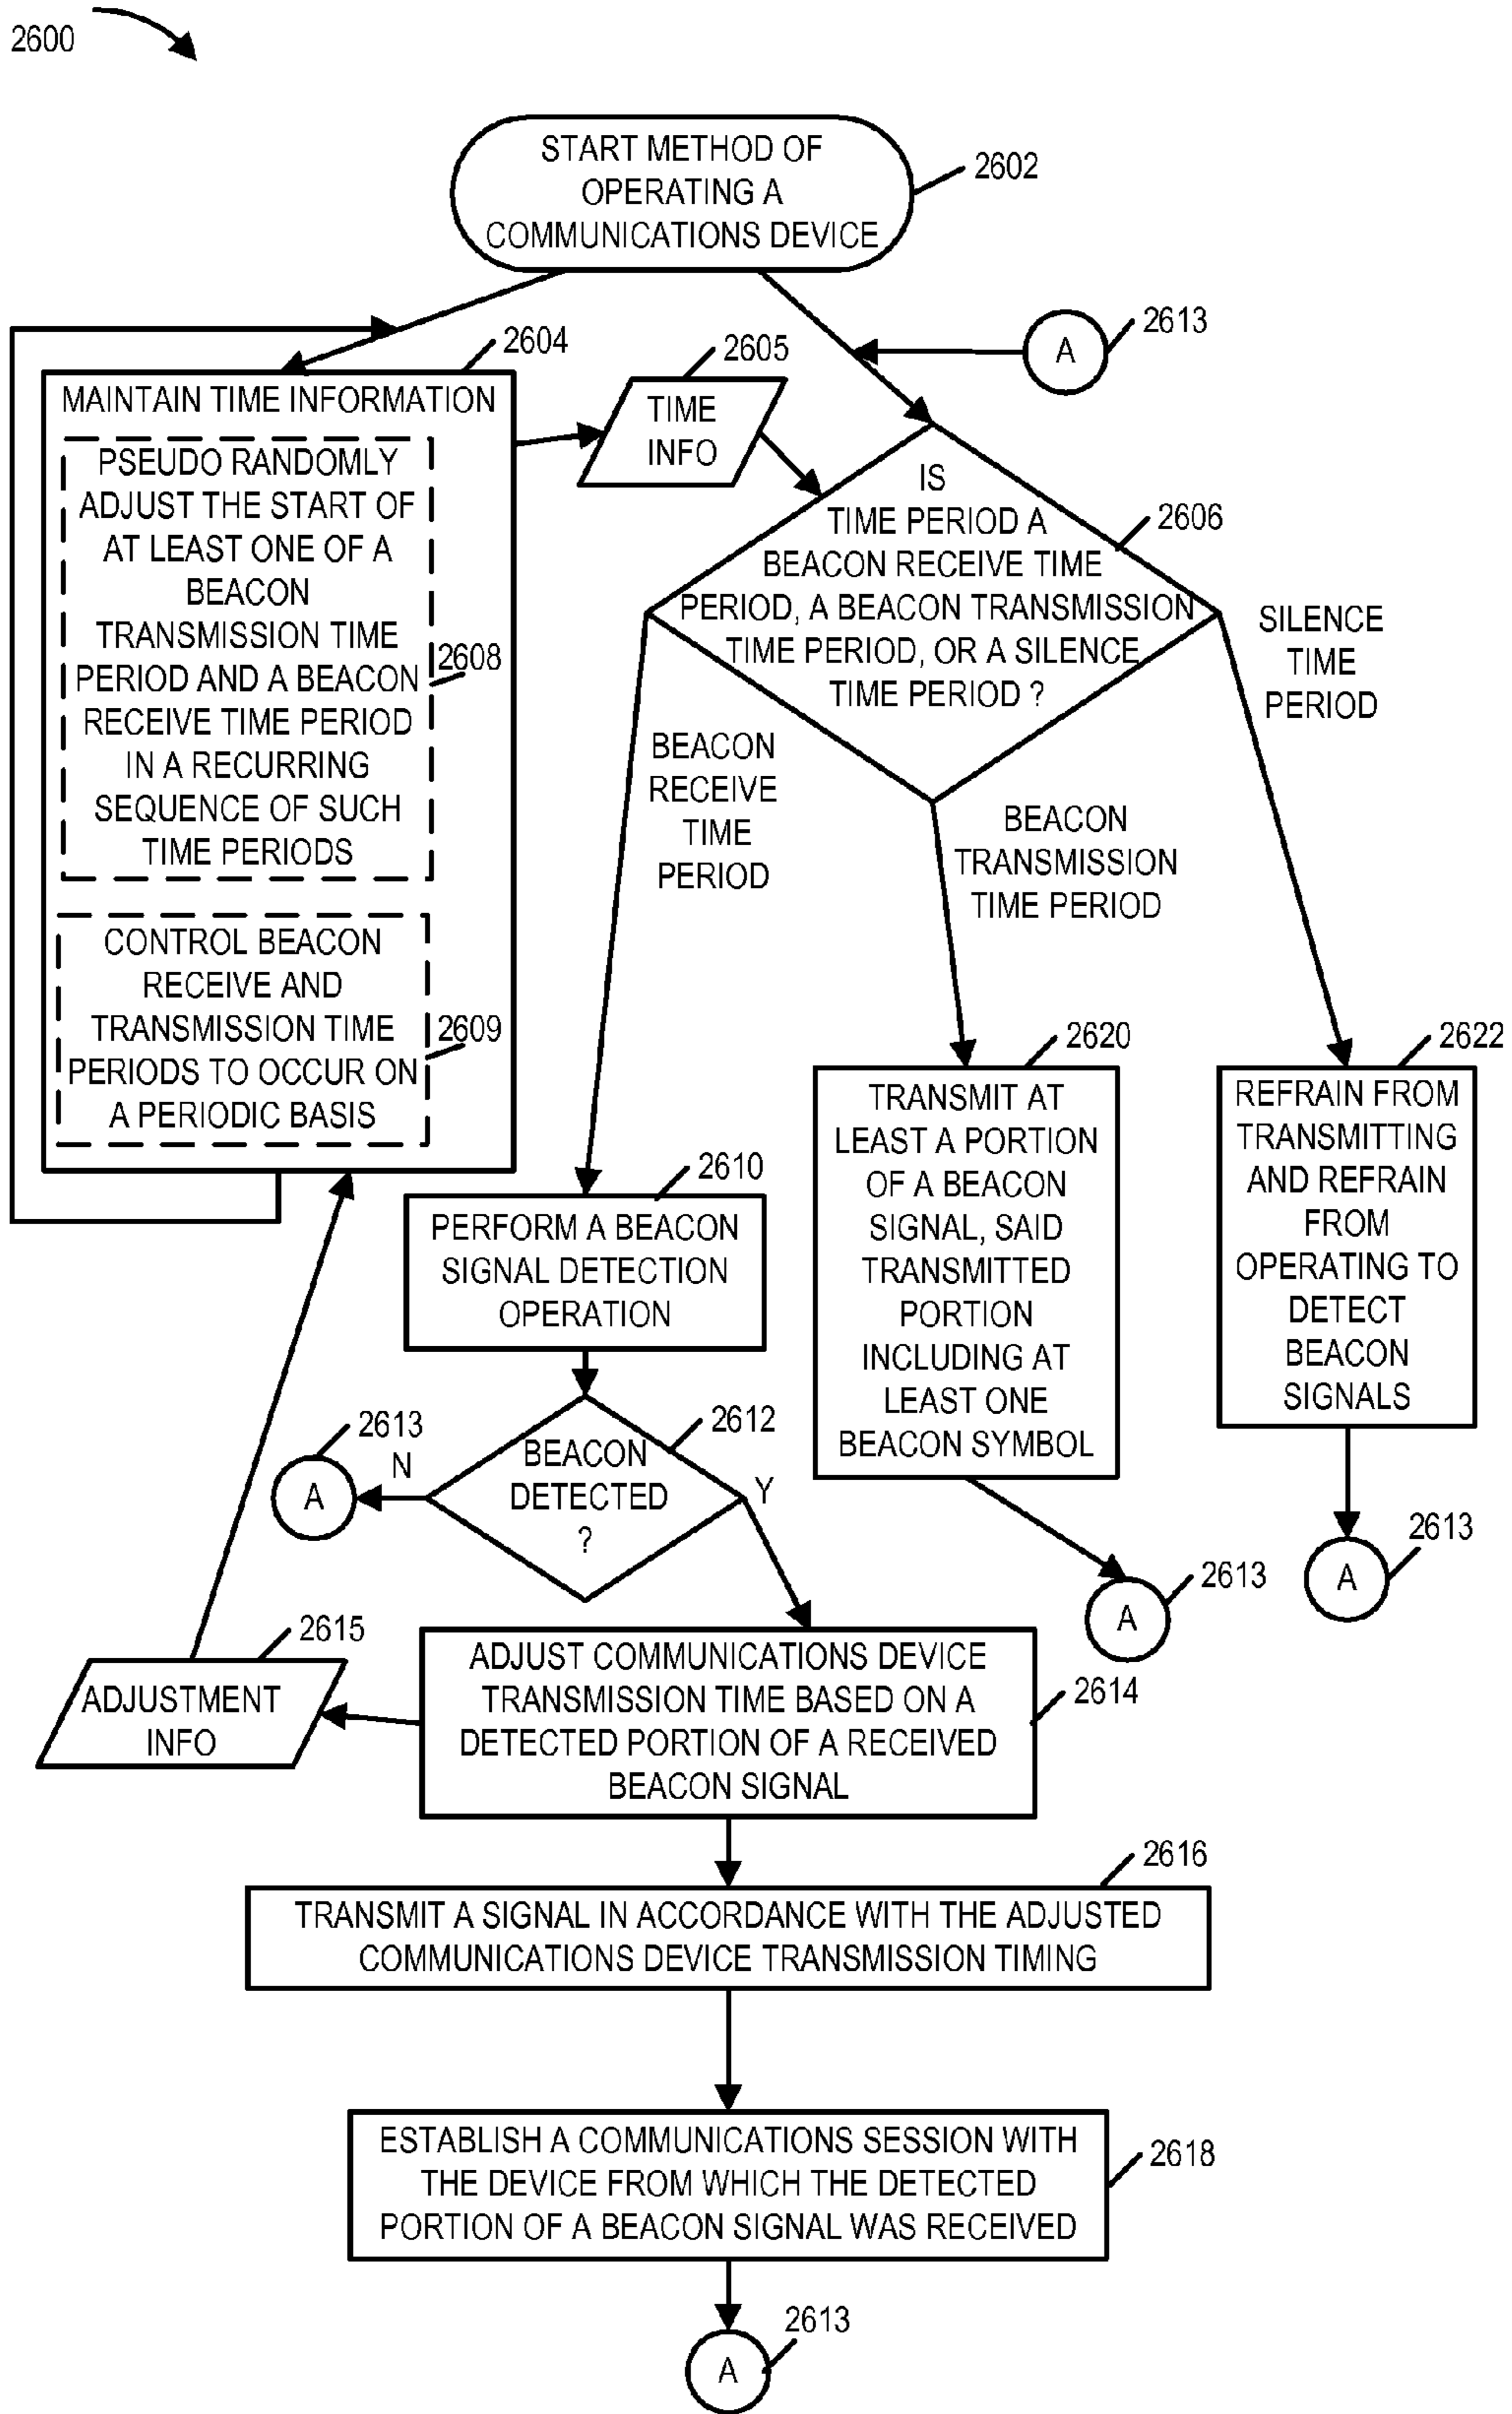 2600
START METHOD OF
OPERATING A
COMMUNICATIONS DEVICE
2602
A
2613
2604
MAINTAIN TIME INFORMATION
PSEUDO RANDOMLY
ADJUST THE START OF
AT LEAST ONE OF A
BEACON
TRANSMISSION TIME
PERIOD AND A BEACON
RECEIVE TIME PERIOD
IN A RECURRING
SEQUENCE OF SUCH
TIME PERIODS
2608
CONTROL BEACON
RECEIVE AND
TRANSMISSION TIME
PERIODS TO OCCUR ON
A PERIODIC BASIS
2609
2605
TIME
INFO
IS
TIME PERIOD A
BEACON RECEIVE TIME
PERIOD, A BEACON TRANSMISSION
TIME PERIOD, OR A SILENCE
TIME PERIOD ?
2606
BEACON
RECEIVE
TIME
PERIOD
BEACON
TRANSMISSION
TIME PERIOD
SILENCE
TIME
PERIOD
2610
PERFORM A BEACON
SIGNAL DETECTION
OPERATION
2620
TRANSMIT AT
LEAST A PORTION
OF A BEACON
SIGNAL, SAID
TRANSMITTED
PORTION
INCLUDING AT
LEAST ONE
BEACON SYMBOL
2622
REFRAIN FROM
TRANSMITTING
AND REFRAIN
FROM
OPERATING TO
DETECT
BEACON
SIGNALS
2613
A
N
BEACON
DETECTED
?
2612
Y
A
2613
A
2613
2615
ADJUSTMENT
INFO
ADJUST COMMUNICATIONS DEVICE
TRANSMISSION TIME BASED ON A
DETECTED PORTION OF A RECEIVED
BEACON SIGNAL
2614
2616
TRANSMIT A SIGNAL IN ACCORDANCE WITH THE ADJUSTED
COMMUNICATIONS DEVICE TRANSMISSION TIMING
ESTABLISH A COMMUNICATIONS SESSION WITH
THE DEVICE FROM WHICH THE DETECTED
PORTION OF A BEACON SIGNAL WAS RECEIVED
2618
A
2613